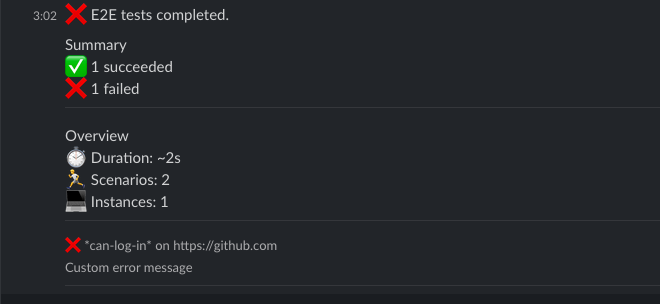 3:02 ❌ E2E tests completed.
Summary
✅ 1 succeeded
❌ 1 failed
Overview
⏱ Duration: ~2s
🏃 Scenarios: 2
💻 Instances: 1
❌ *can-log-in* on https://github.com
Custom error message